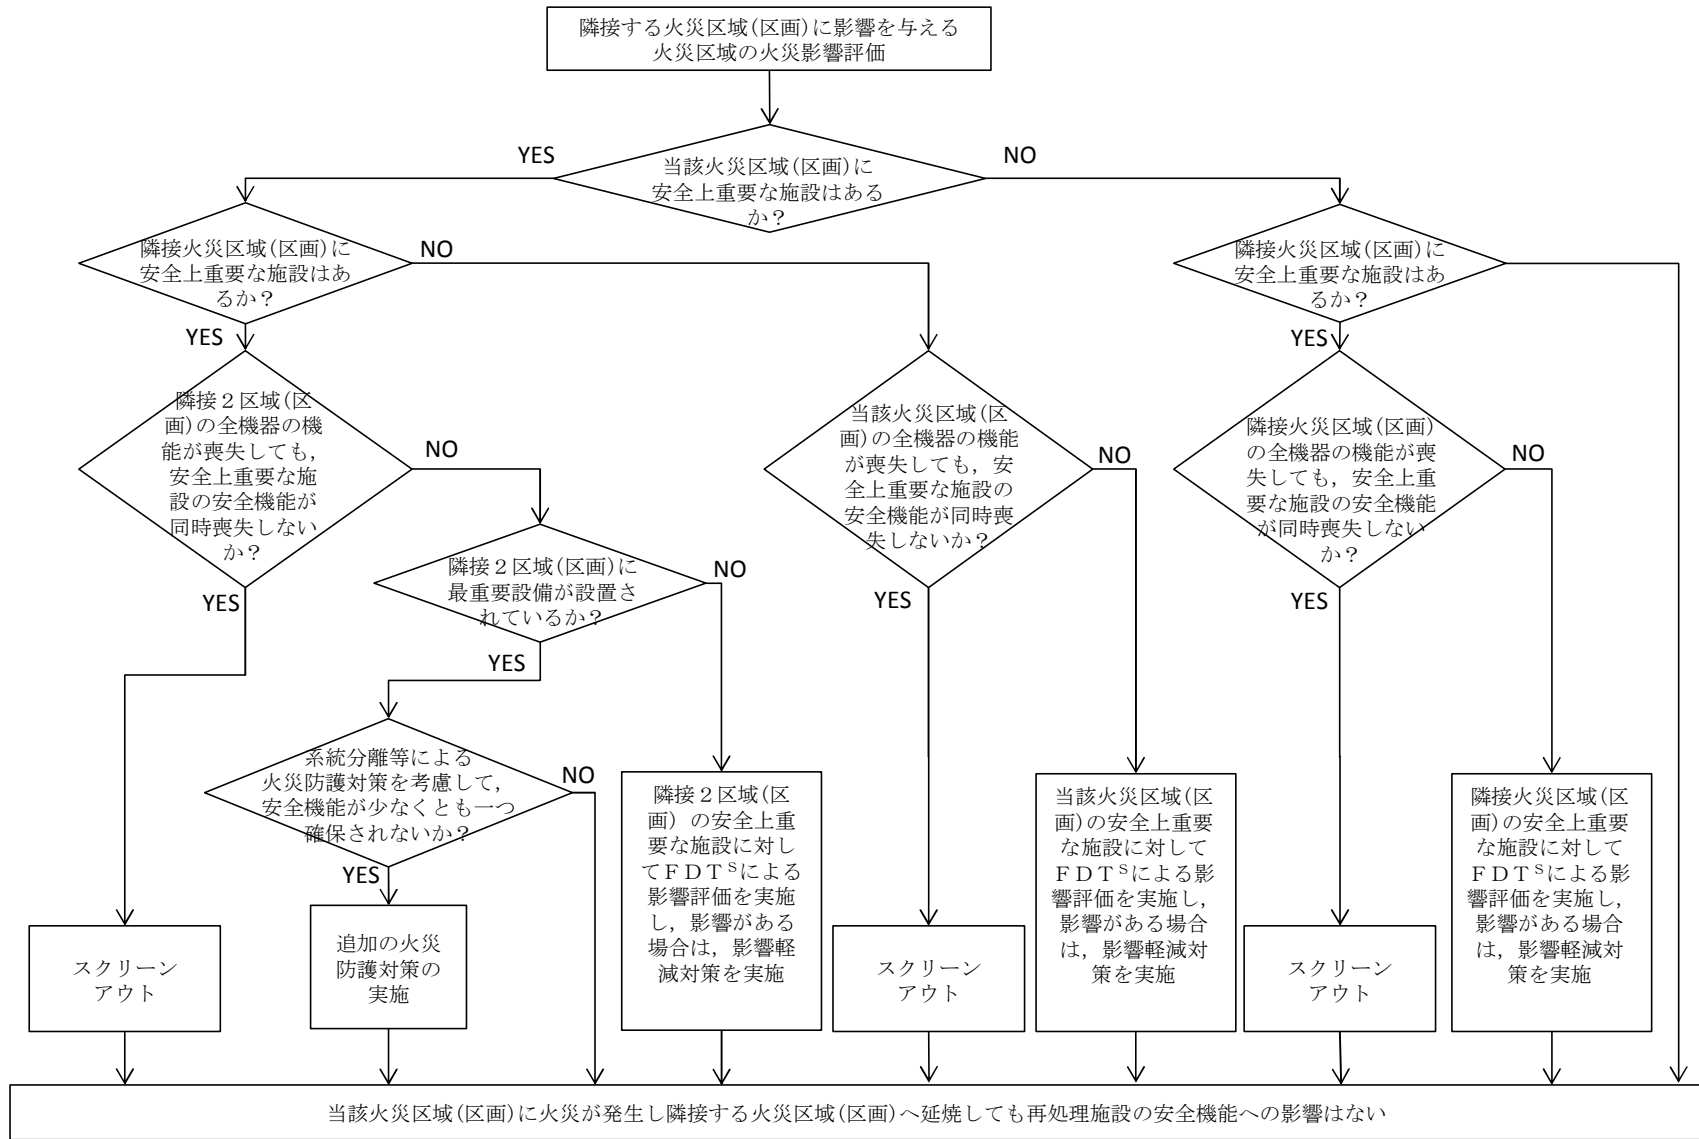 隣接する火災区域(区画)に影響を与える
火災区域の火災影響評価
当該火災区域(区画)に
安全上重要な施設はある
か？
YES
NO
隣接火災区域(区画)に
安全上重要な施設はあ
るか？
NO
YES
隣接火災区域(区画)に
安全上重要な施設はあ
るか？
YES
隣接２区域(区
画)の全機器の機
能が喪失しても，
安全上重要な施
設の安全機能が
同時喪失しない
か？
NO
YES
隣接２区域(区画)に
最重要設備が設置さ
れているか？
NO
YES
系統分離等による
火災防護対策を考慮して，
安全機能が少なくとも一つ
確保されないか？
NO
YES
当該火災区域(区
画)の全機器の機能
が喪失しても，安
全上重要な施設の
安全機能が同時喪
失しないか？
NO
YES
隣接火災区域(区画)
の全機器の機能が喪
失しても，安全上重
要な施設の安全機能
が同時喪失しない
か？
NO
YES
スクリーン
アウト
追加の火災
防護対策の
実施
隣接２区域(区
画）の安全上重
要な施設に対し
てＦＤＴSによる
影響評価を実施
し，影響がある
場合は，影響軽
減対策を実施
スクリーン
アウト
当該火災区域(区
画)の安全上重要
な施設に対して
ＦＤＴSによる影
響評価を実施し，
影響がある場合
は，影響軽減対
策を実施
スクリーン
アウト
隣接火災区域(区
画)の安全上重要
な施設に対して
ＦＤＴSによる影
響評価を実施し，
影響がある場合
は，影響軽減対
策を実施
当該火災区域(区画)に火災が発生し隣接する火災区域(区画)へ延焼しても再処理施設の安全機能への影響はない